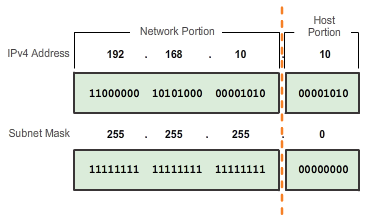 Network Portion Host Portion
IPv4 Address 192 . 168 . 10 . 10
11000000 10101000 00001010 00001010
Subnet Mask 255 . 255 . 255 . 0
11111111 11111111 11111111 00000000